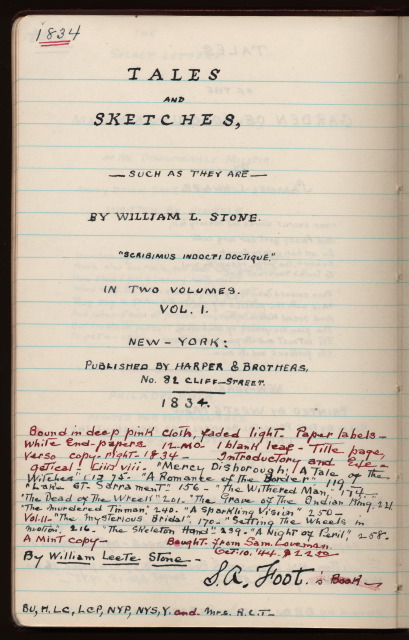 1834
TALES
AND
SKETCHES,
— SUCH AS THEY ARE —
BY WILLIAM L. STONE.
"SCRIBIMUS INDOCTI DOCTIQUE."
IN TWO VOLUMES.
VOL. I.
NEW-YORK:
PUBLISHED BY HARPER & BROTHERS,
No. 82 CLIFF-STREET.
1834.
Bound in deep pink cloth, faded light. Paper labels -
White End-papers 12-MO- 1 blank leaf - Title page,
Verso copy-right 1834 - Introductory and
getical: viii. "Mercy Disborough, A Tale of the
Witches" "A Romance of the Border" 119 -
"Lake St. Sacrament" 156 - "The Withered Man, 174 -
"The Dead of the Wreck" 201. "The Grave of the Indian King, 221
"The Murdered Tinman, 240. "A Sparkling Vision" 250 -
Vol. II. "The Mysterious Bridal" 170 - "Setting the Wheels in
motion, 216. "The Skeleton Hand" 239. "A Night of Peril, 258.
A Mint copy - Bought from Sam Loveman
Oct. 10. '44.
By William Leete Stone -
S.A. Foot.'s Book
BU, H, LC, LCP, NYP, NYS, Y. and. Mrs. R.C.T.